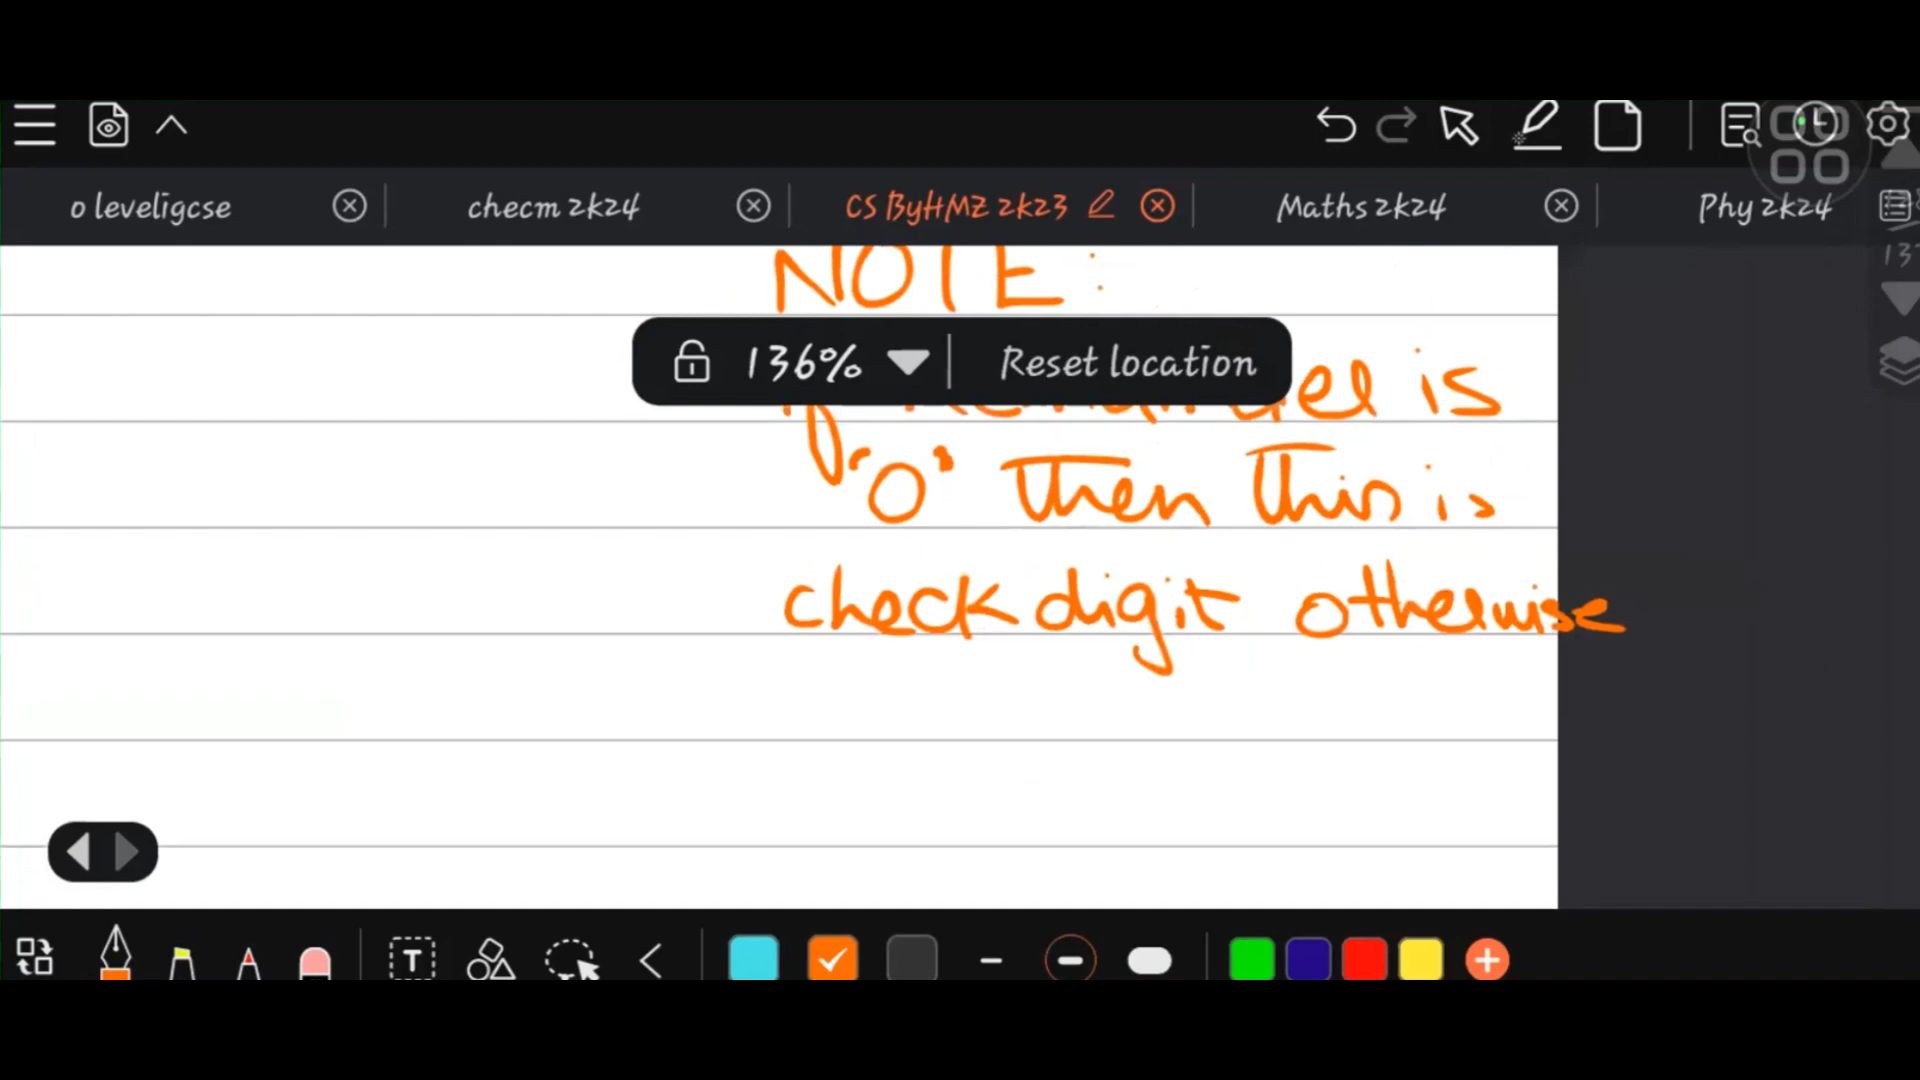 o leveligcse
checm 2k24
CS ByHMZ 2k23
Maths 2k24
Phy 2k24
137
NOTE:
136%
Reset location
is
'0' then this is
check digit otherwise
T